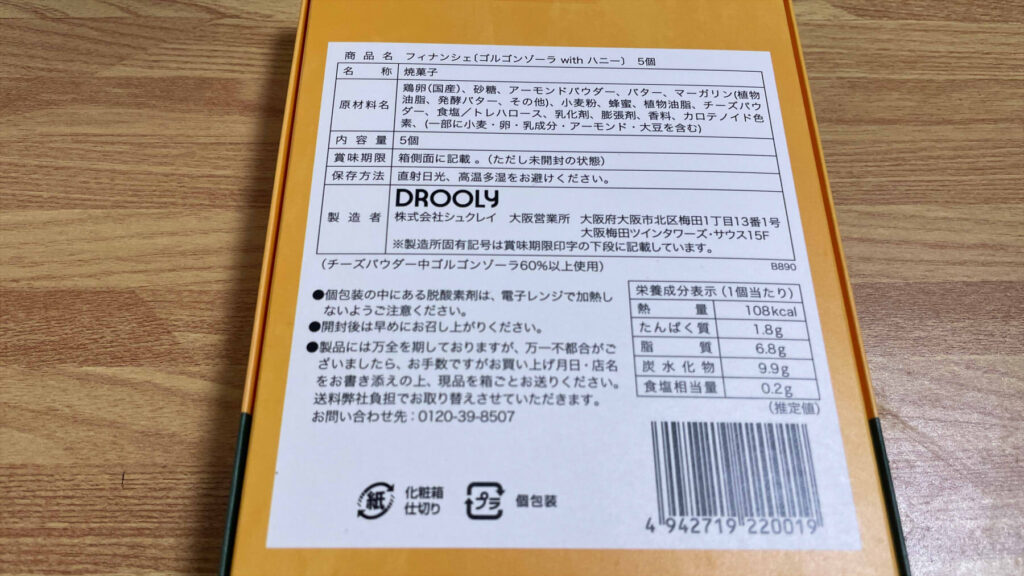 商品名 フィナンシェ〔ゴルゴンゾーラ with ハニー〕 5個
名称 焼菓子
原材料名 鶏卵(国産)、砂糖、アーモンドパウダー、バター、マーガリン(植物
油脂、発酵バター、その他)、小麦粉、蜂蜜、植物油脂、チーズパウ
ダー、食塩／トレハロース、乳化剤、膨張剤、香料、カロテノイド色
素、(一部に小麦・卵・乳成分・アーモンド・大豆を含む)
内容量 5個
賞味期限 箱側面に記載。(ただし未開封の状態)
保存方法 直射日光、高温多湿をお避けください。
製造者 DROOLY
株式会社シュクレイ 大阪営業所 大阪府大阪市北区梅田1丁目13番1号
大阪梅田ツインタワーズ・サウス15F
※製造所固有記号は賞味期限印字の下段に記載しています。
(チーズパウダー中ゴルゴンゾーラ60%以上使用)
B890
●個包装の中にある脱酸素剤は、電子レンジで加熱し
ないようご注意ください。
●開封後は早めにお召し上がりください。
●製品には万全を期しておりますが、万一不都合がご
ざいましたら、お手数ですがお買い上げ月日・店名
をお書き添えの上、現品を箱ごとお送りください。
送料弊社負担でお取り替えさせていただきます。
お問い合わせ先：0120-39-8507
栄養成分表示(1個当たり)
熱量 108kcal
たんぱく質 1.8g
脂質 6.8g
炭水化物 9.9g
食塩相当量 0.2g
(推定値)
紙 化粧箱
仕切り
プラ 個包装
4 942719 220019